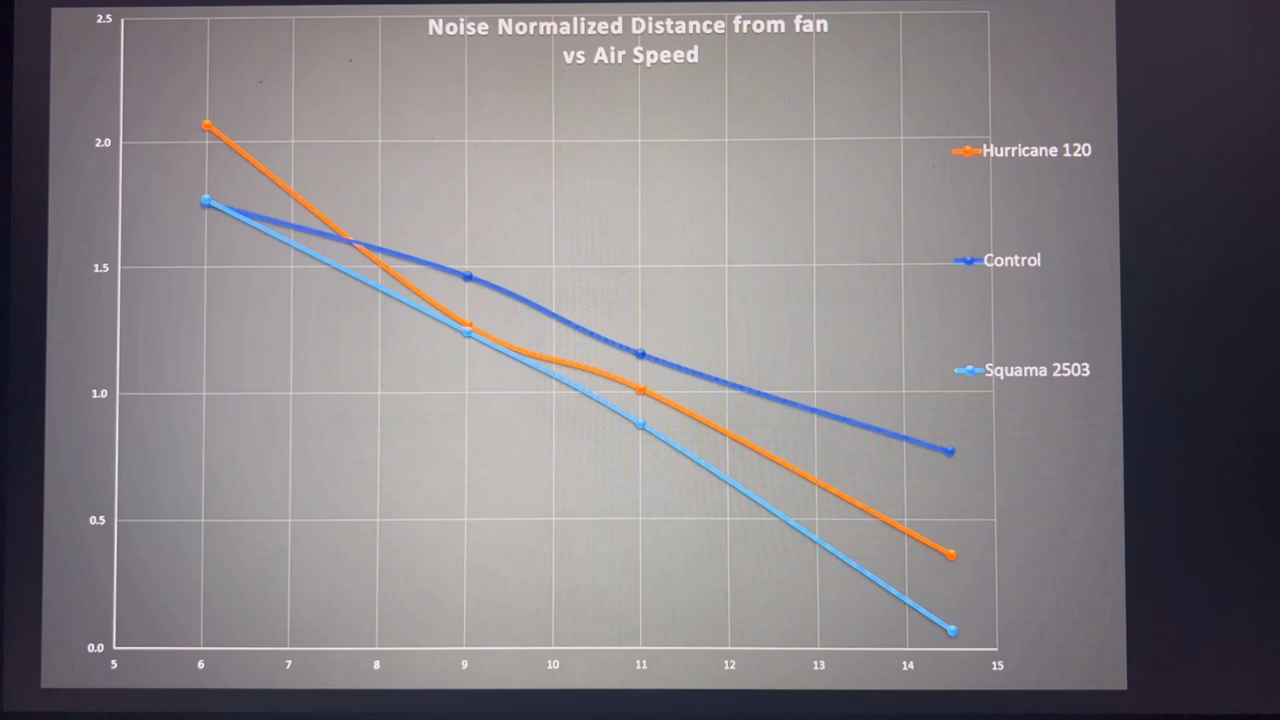 Noise Normalized Distance from fan
vs Air Speed
2.5
2.0
1.5
1.0
0.5
0.0
5 6 7 8 9 10 11 12 13 14 15
Hurricane 120
Control
Squama 2503